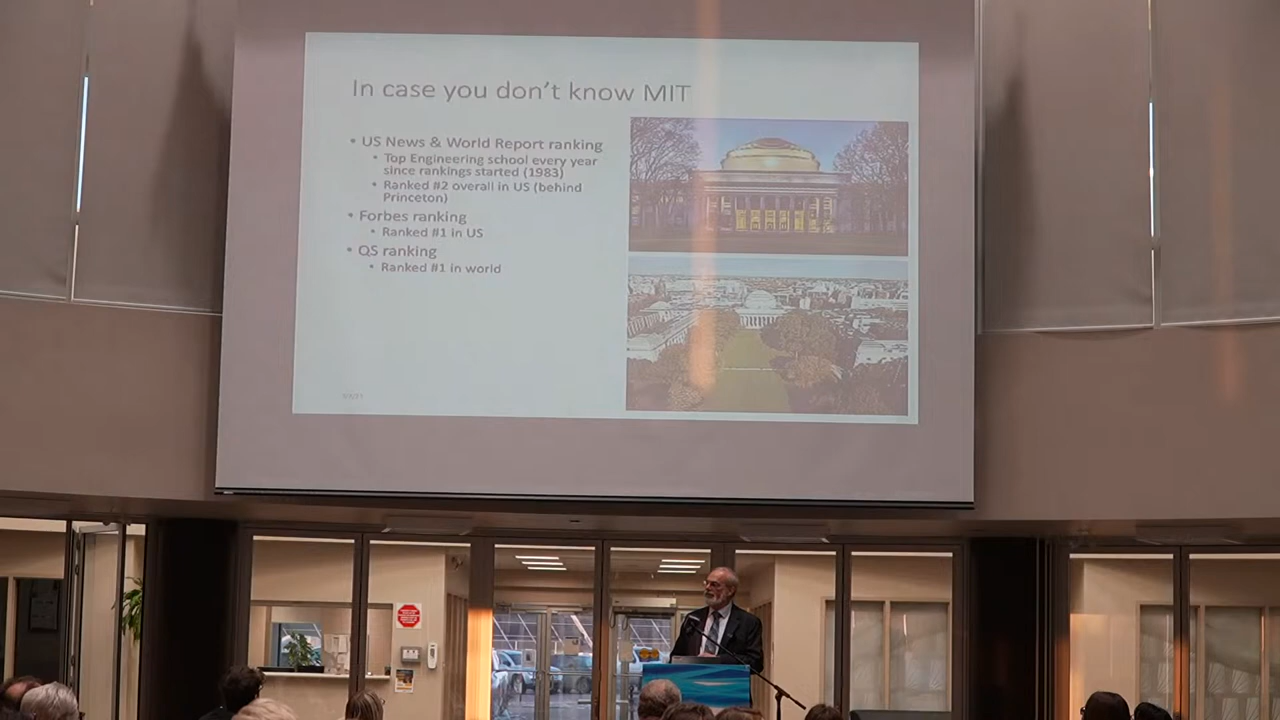 In case you don't know MIT
• US News & World Report ranking
• Top Engineering school every year
since rankings started (1983)
• Ranked #2 overall in US (behind
Princeton)
• Forbes ranking
• Ranked #1 in US
• QS ranking
• Ranked #1 in world